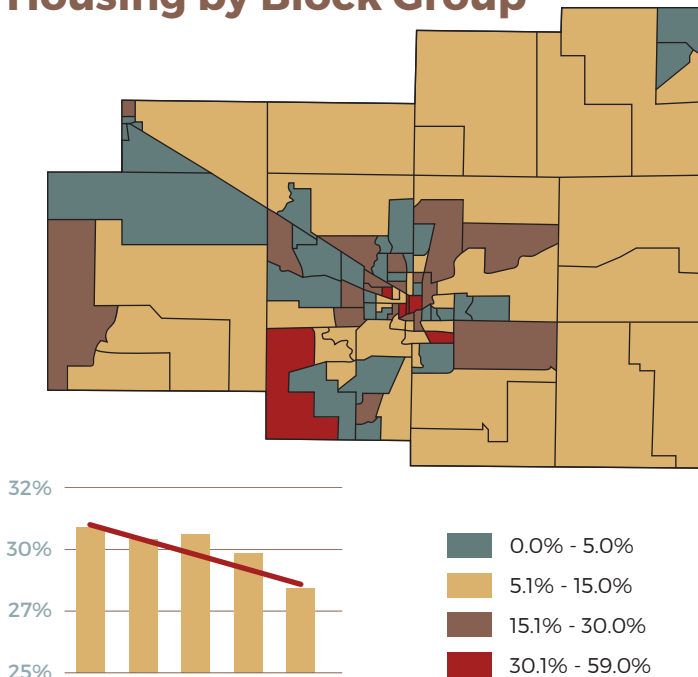 Housing by Block Group
32%
30%
27%
25%
0.0% - 5.0%
5.1% - 15.0%
15.1% - 30.0%
30.1% - 59.0%